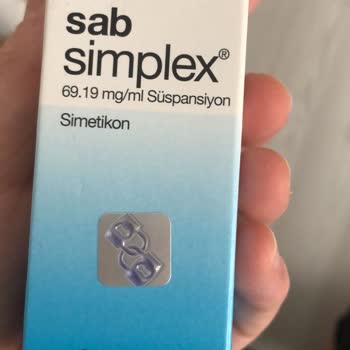 sab
simplex®
69.19 mg/ml Süspansiyon
Simetikon